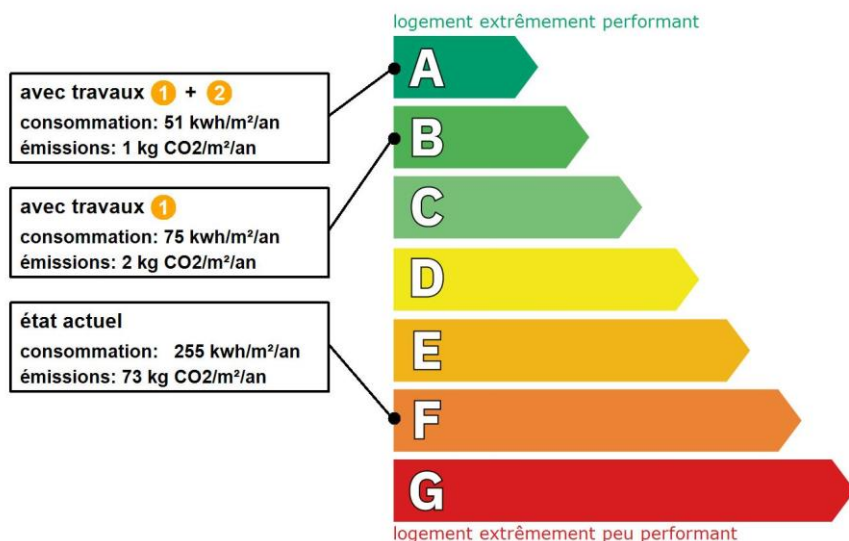 logement extrêmement performant
A
avec travaux 1 + 2
consommation: 51 kwh/m²/an
émissions: 1 kg CO2/m²/an
B
avec travaux 1
consommation: 75 kwh/m²/an
émissions: 2 kg CO2/m²/an
C
D
état actuel
consommation: 255 kwh/m²/an
émissions: 73 kg CO2/m²/an
E
F
G
logement extrêmement peu performant